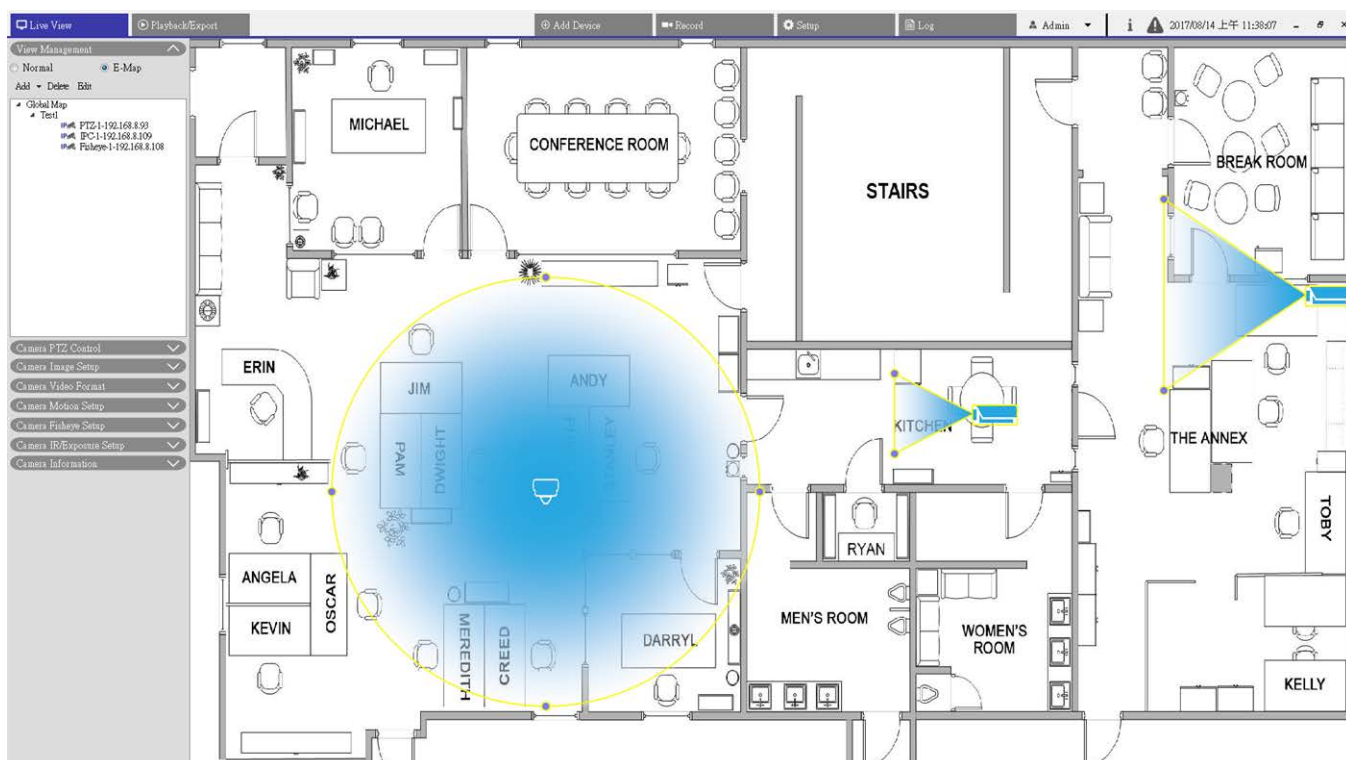 Live View Playback/Export Add Device Record Setup Log Admin 2017/08/14 上午 11:38:07
View Management
Normal E-Map
Add Delete Edit
Global Map
Test1
PTZ-1-192.168.8.93
IPC-1-192.168.8.109
Fisheye-1-192.168.8.108
Camera PTZ Control
Camera Image Setup
Camera Video Format
Camera Motion Setup
Camera Fisheye Setup
Camera IR/Exposure Setup
Camera Information
MICHAEL
CONFERENCE ROOM
STAIRS
BREAK ROOM
ERIN
JIM
ANDY
PAM
DWIGHT
STANLEY
KITCHEN
THE ANNEX
TOBY
RYAN
ANGELA
OSCAR
KEVIN
MEREDITH
CREED
DARRYL
MEN'S ROOM
WOMEN'S
ROOM
KELLY